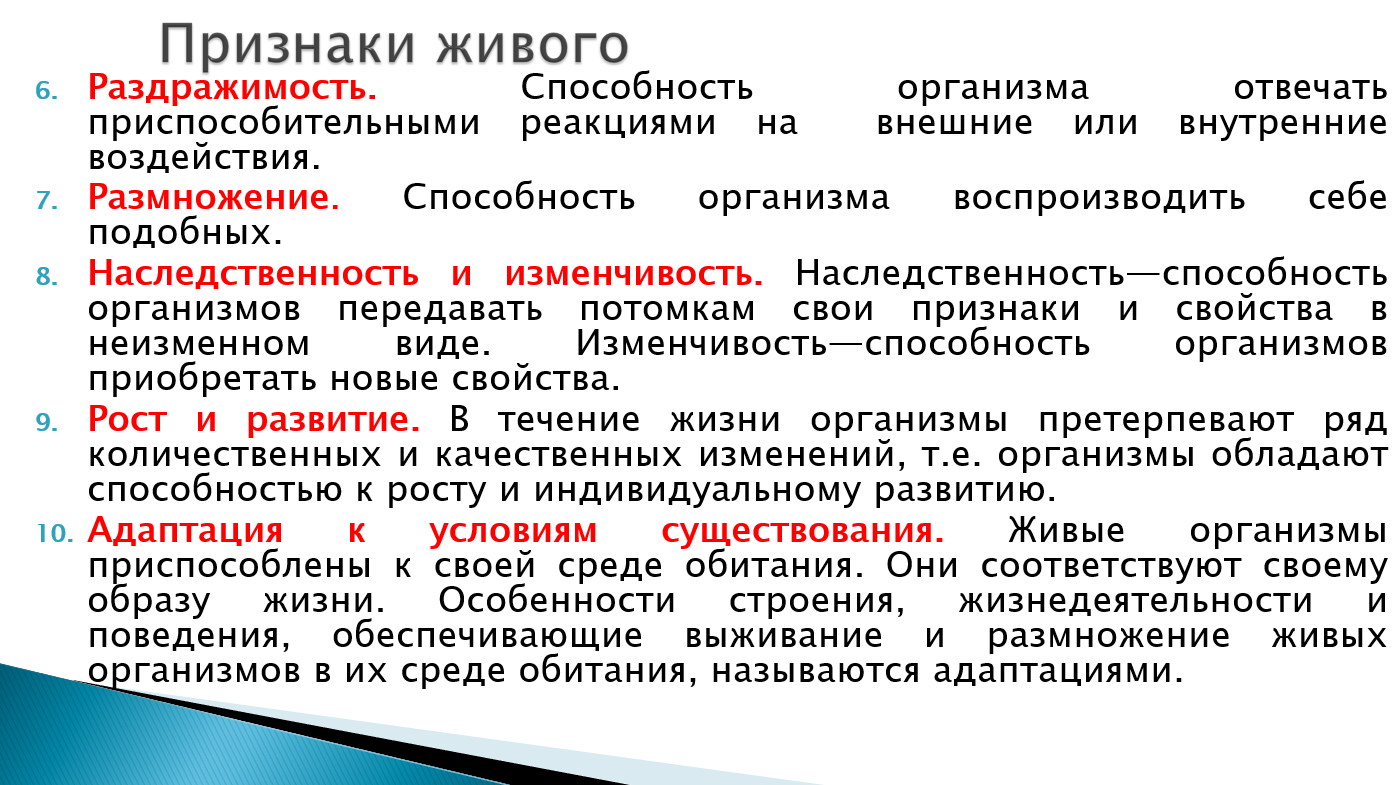 Признаки живого
6. Раздражимость. Способность организма отвечать
приспособительными реакциями на внешние или внутренние
воздействия.
7. Размножение. Способность организма воспроизводить себе
подобных.
8. Наследственность и изменчивость. Наследственность—способность
организмов передавать потомкам свои признаки и свойства в
неизменном виде. Изменчивость—способность организмов
приобретать новые свойства.
9. Рост и развитие. В течение жизни организмы претерпевают ряд
количественных и качественных изменений, т.е. организмы обладают
способностью к росту и индивидуальному развитию.
10. Адаптация к условиям существования. Живые организмы
приспособлены к своей среде обитания. Они соответствуют своему
образу жизни. Особенности строения, жизнедеятельности и
поведения, обеспечивающие выживание и размножение живых
организмов в их среде обитания, называются адаптациями.